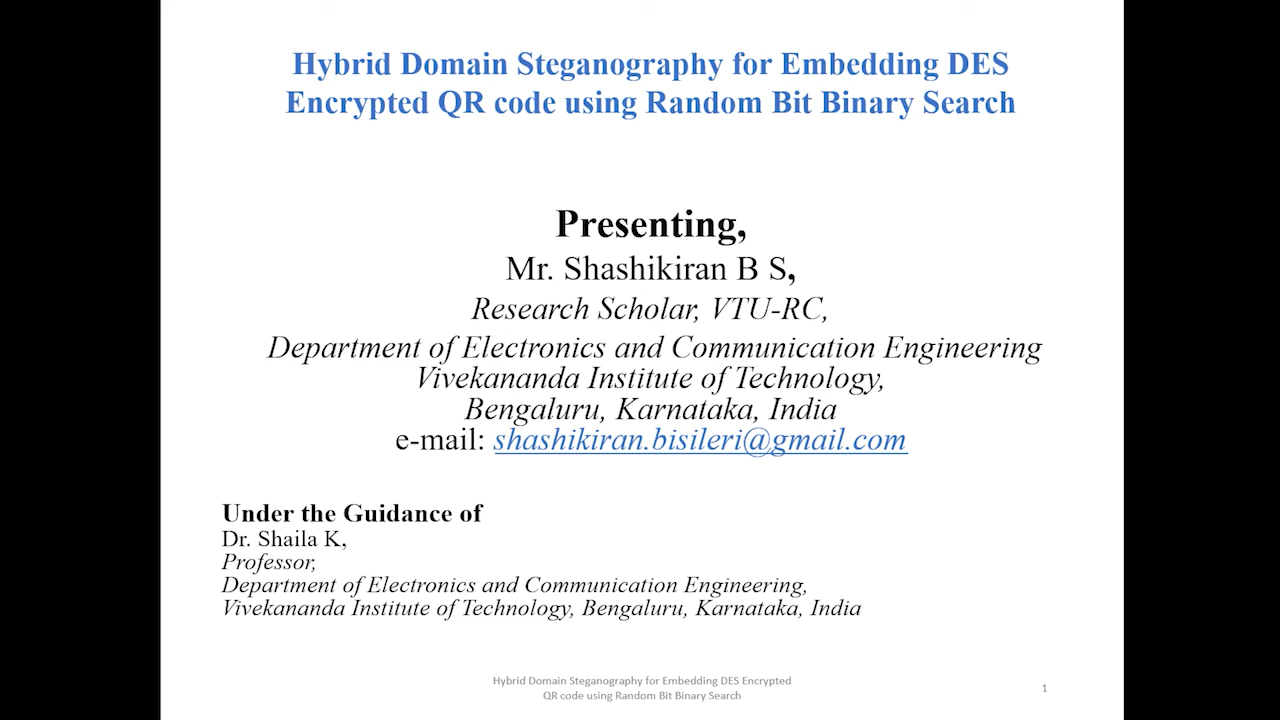 Hybrid Domain Steganography for Embedding DES
Encrypted QR code using Random Bit Binary Search
Presenting,
Mr. Shashikiran B S,
Research Scholar, VTU-RC,
Department of Electronics and Communication Engineering
Vivekananda Institute of Technology,
Bengaluru, Karnataka, India
e-mail: shashikiran.bisileri@gmail.com
Under the Guidance of
Dr. Shaila K,
Professor,
Department of Electronics and Communication Engineering,
Vivekananda Institute of Technology, Bengaluru, Karnataka, India
Hybrid Domain Steganography for Embedding DES Encrypted
QR code using Random Bit Binary Search
1